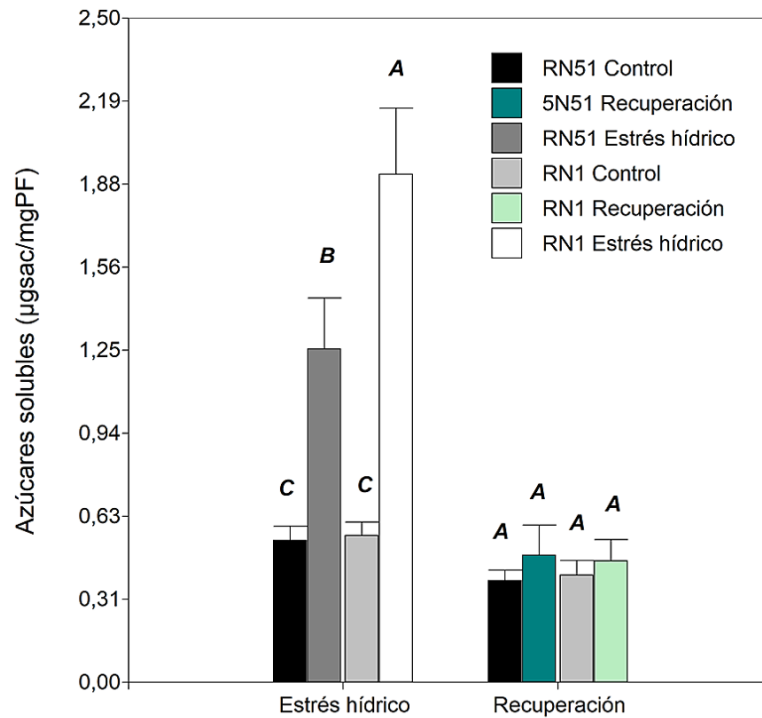 2,50
2,19
1,88
1,56
1,25
0,94
0,63
0,31
0,00
Azúcares solubles (µgsac/mgPF)
A
B
C
C
A
A
A
A
RN51 Control
5N51 Recuperación
RN51 Estrés hídrico
RN1 Control
RN1 Recuperación
RN1 Estrés hídrico
Estrés hídrico
Recuperación